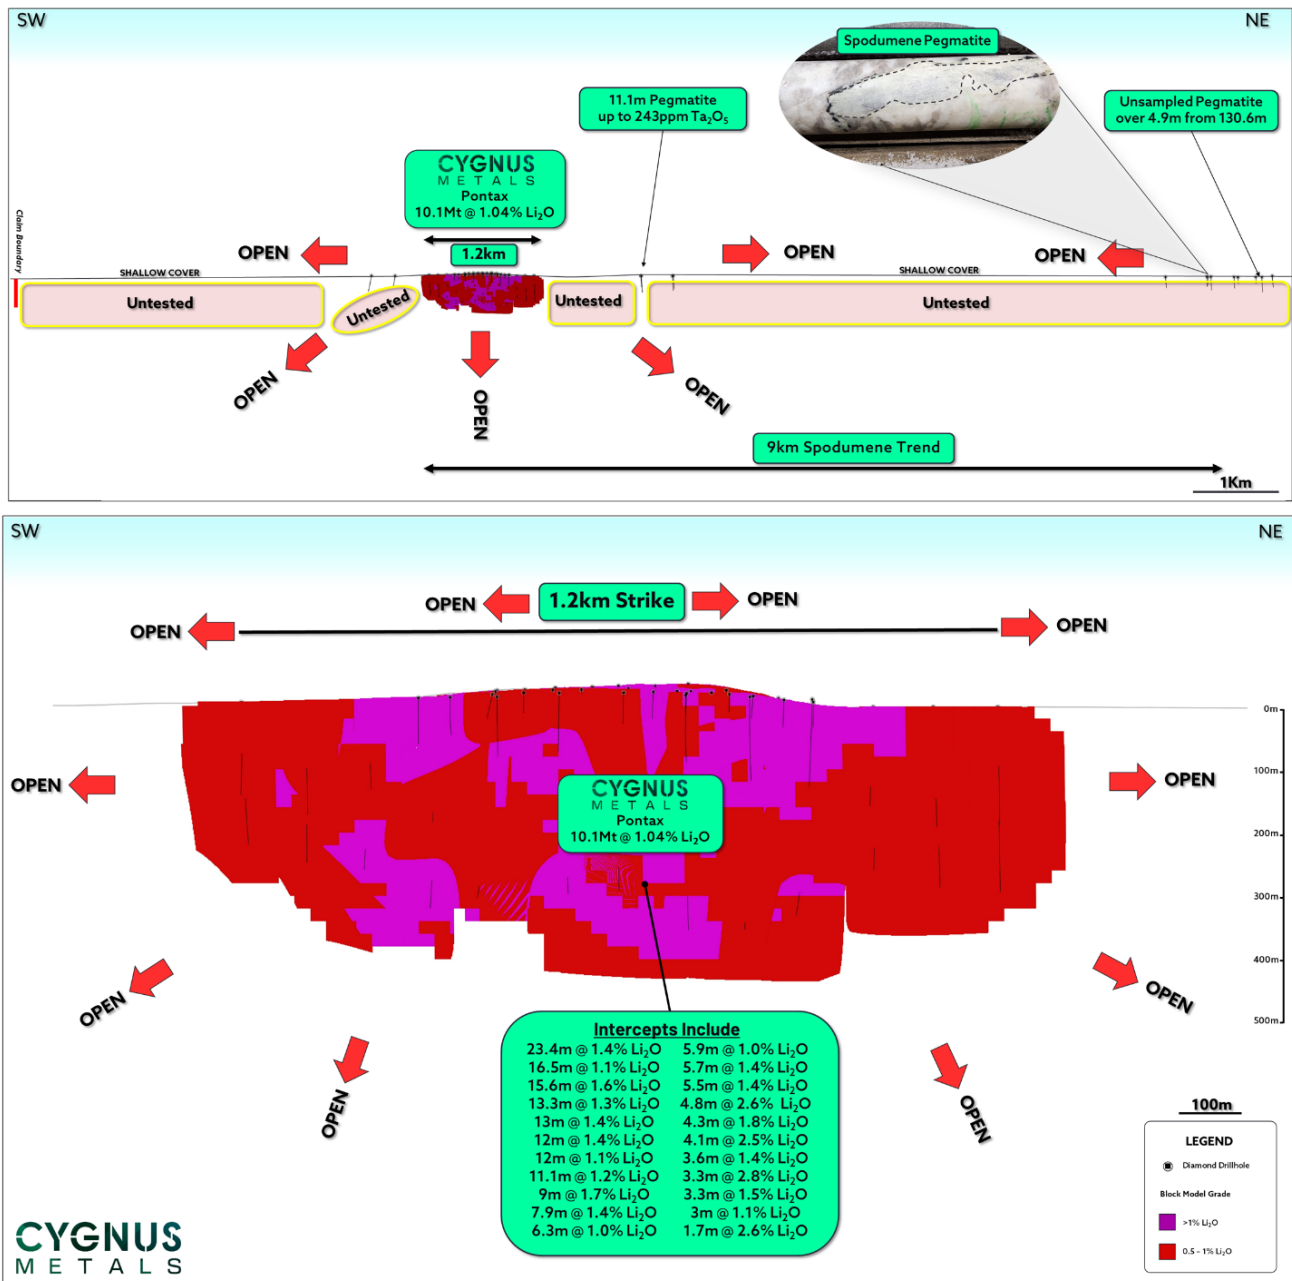 SW
NE
Spodumene Pegmatite
11.1m Pegmatite
up to 243ppm Ta₂O₅
Unsampled Pegmatite
over 4.9m from 130.6m
CYGNUS
METALS
Pontax
10.1Mt @ 1.04% Li₂O
Claim Boundary
OPEN
1.2km
OPEN
OPEN
SHALLOW COVER
SHALLOW COVER
Untested
Untested
Untested
Untested
OPEN
OPEN
OPEN
9km Spodumene Trend
1Km
SW
NE
OPEN
1.2km Strike
OPEN
OPEN
OPEN
0m
100m
200m
300m
400m
500m
OPEN
OPEN
CYGNUS
METALS
Pontax
10.1Mt @ 1.04% Li₂O
OPEN
OPEN
OPEN
OPEN
Intercepts Include
23.4m @ 1.4% Li₂O 5.9m @ 1.0% Li₂O
16.5m @ 1.1% Li₂O 5.7m @ 1.4% Li₂O
15.6m @ 1.6% Li₂O 5.5m @ 1.4% Li₂O
13.3m @ 1.3% Li₂O 4.8m @ 2.6% Li₂O
13m @ 1.4% Li₂O 4.3m @ 1.8% Li₂O
12m @ 1.4% Li₂O 4.1m @ 2.5% Li₂O
12m @ 1.1% Li₂O 3.6m @ 1.4% Li₂O
11.1m @ 1.2% Li₂O 3.3m @ 2.8% Li₂O
9m @ 1.7% Li₂O 3.3m @ 1.5% Li₂O
7.9m @ 1.4% Li₂O 3m @ 1.1% Li₂O
6.3m @ 1.0% Li₂O 1.7m @ 2.6% Li₂O
100m
LEGEND
Diamond Drillhole
Block Model Grade
>1% Li₂O
0.5 – 1% Li₂O
CYGNUS
METALS